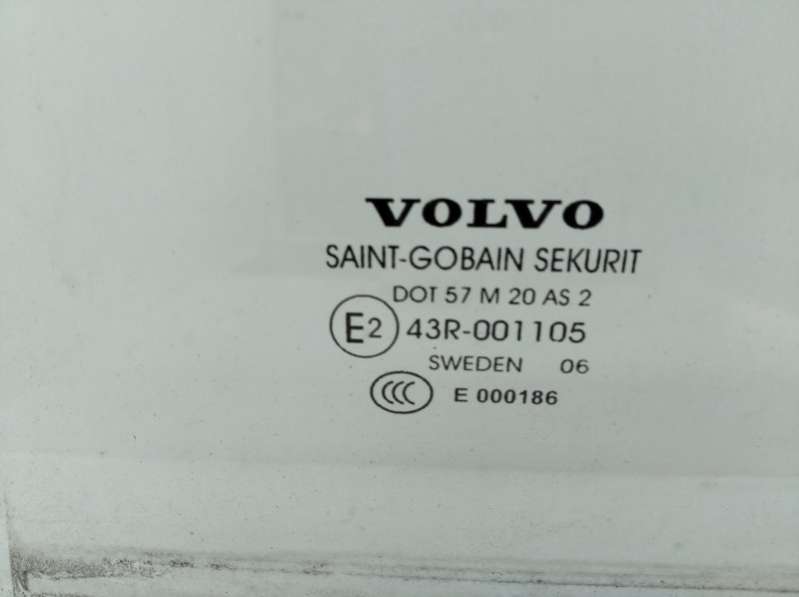 VOLVO
SAINT-GOBAIN SEKURIT
DOT 57 M 20 AS 2
E2 43R-001105
SWEDEN 06
CCC E 000186